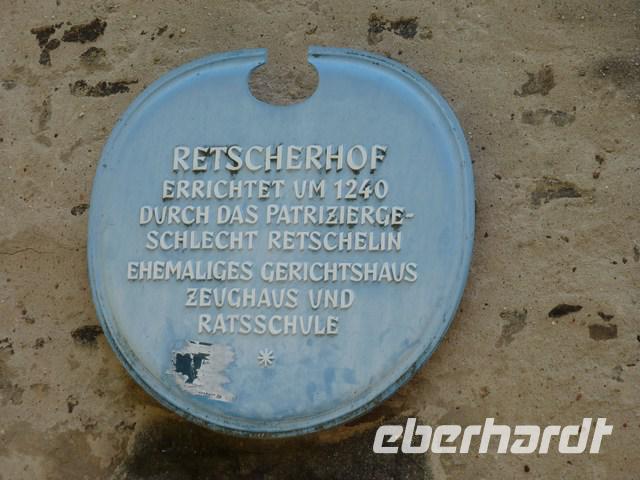 RETSCHERHOF
ERRICHTET UM 1240
DURCH DAS PATRIZIERGE-
SCHLECHT RETSCHELIN
EHEMALIGES GERICHTSHAUS
ZEUGHAUS UND
RATSSCHULE
*
eberhardt